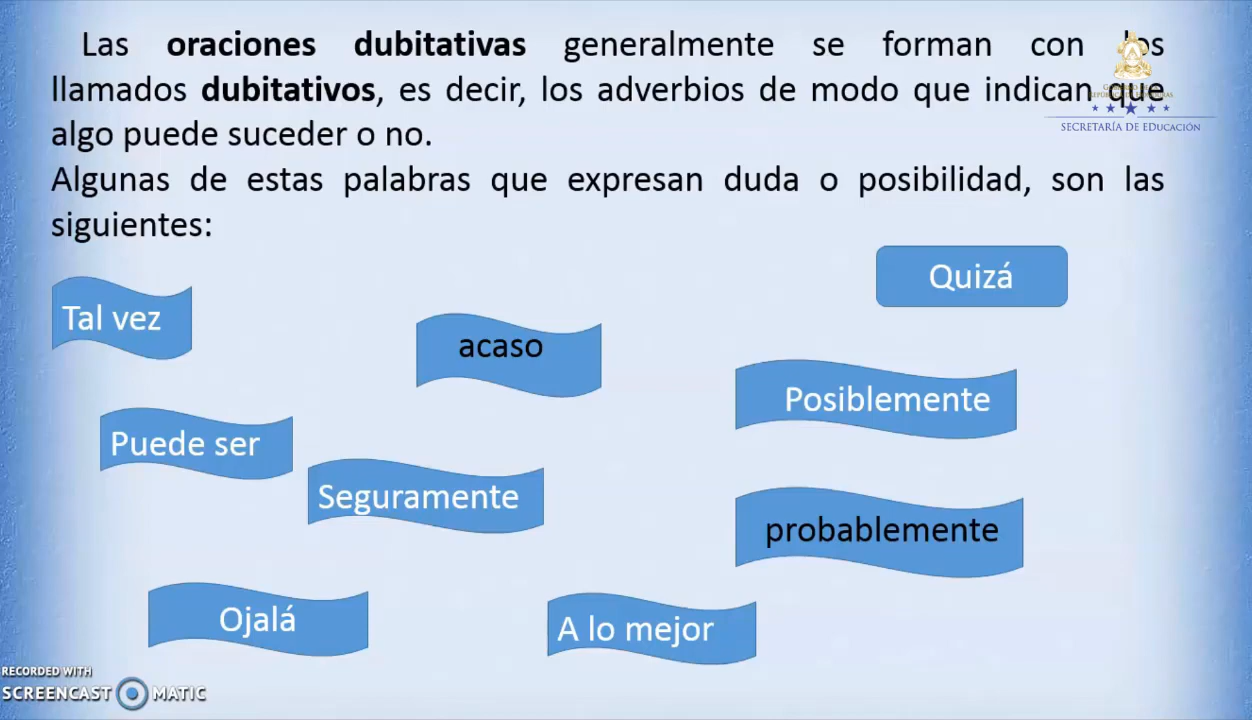 Las oraciones dubitativas generalmente se forman con los
llamados dubitativos, es decir, los adverbios de modo que indican que
algo puede suceder o no.
Algunas de estas palabras que expresan duda o posibilidad, son las
siguientes:
SECRETARÍA DE EDUCACIÓN
Quizá
Tal vez
acaso
Posiblemente
Puede ser
Seguramente
probablemente
Ojalá
A lo mejor
RECORDED WITH
SCREENCAST MATIC